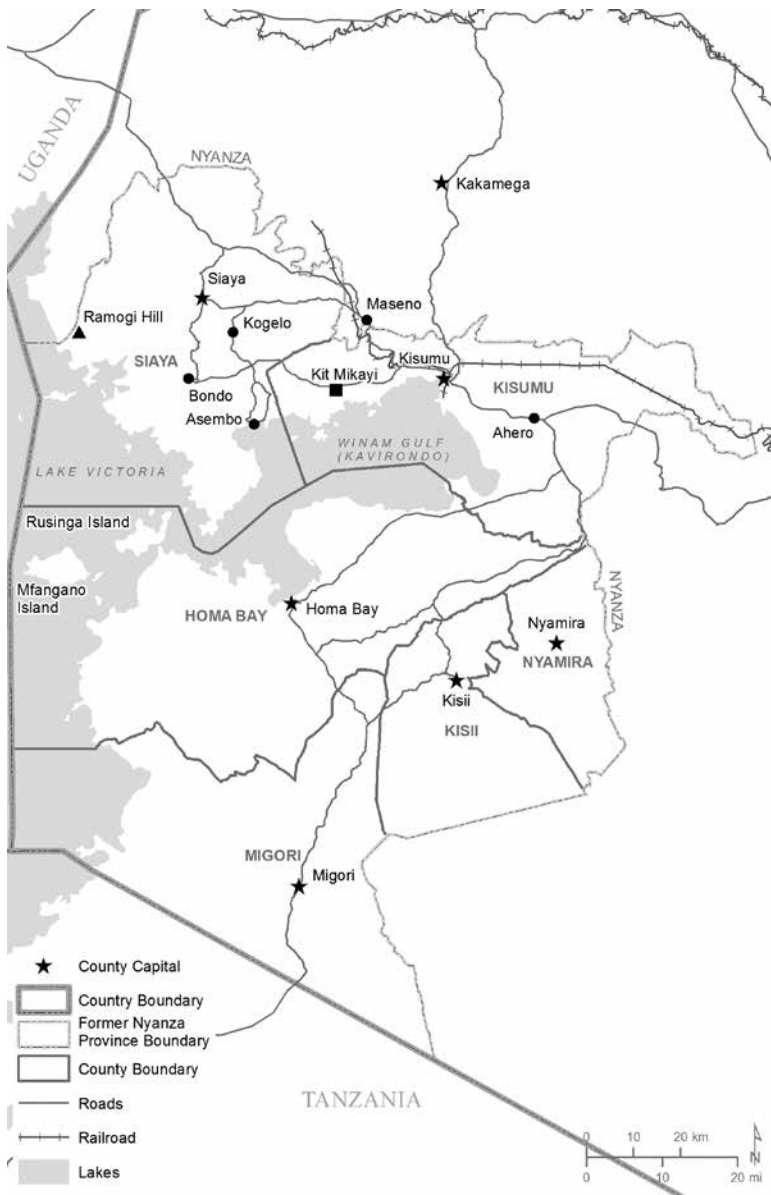 UGANDA
NYANZA
Kakamega
Siaya
Maseno
Ramogi Hill
Kogelo
Kisumu
SIAYA
Kit Mikayi
KISUMU
Bondo
Asembo
Ahero
WINAM GULF
(KAVIRONDO)
LAKE VICTORIA
Rusinga Island
Mfangano
Island
NYANZA
HOMA BAY
Homa Bay
Nyamira
NYAMIRA
Kisii
KISII
MIGORI
Migori
County Capital
Country Boundary
Former Nyanza
Province Boundary
County Boundary
Roads
Railroad
Lakes
TANZANIA
0 10 20 km
N
0 10 20 mi